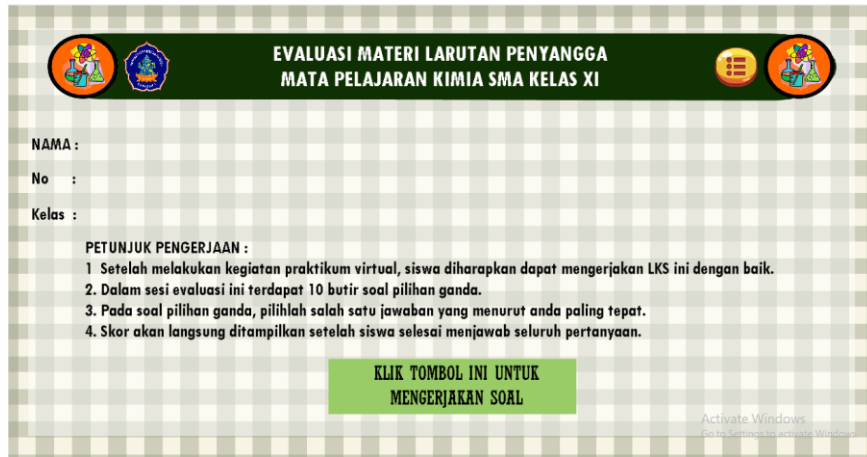 EVALUASI MATERI LARUTAN PENYANGGA
MATA PELAJARAN KIMIA SMA KELAS XI
NAMA :
No :
Kelas :
PETUNJUK PENGERJAAN :
1 Setelah melakukan kegiatan praktikum virtual, siswa diharapkan dapat mengerjakan LKS ini dengan baik.
2. Dalam sesi evaluasi ini terdapat 10 butir soal pilihan ganda.
3. Pada soal pilihan ganda, pilihlah salah satu jawaban yang menurut anda paling tepat.
4. Skor akan langsung ditampilkan setelah siswa selesai menjawab seluruh pertanyaan.
KLIK TOMBOL INI UNTUK
MENGERJAKAN SOAL
Activate Windows
Go to Settings to activate Windows.